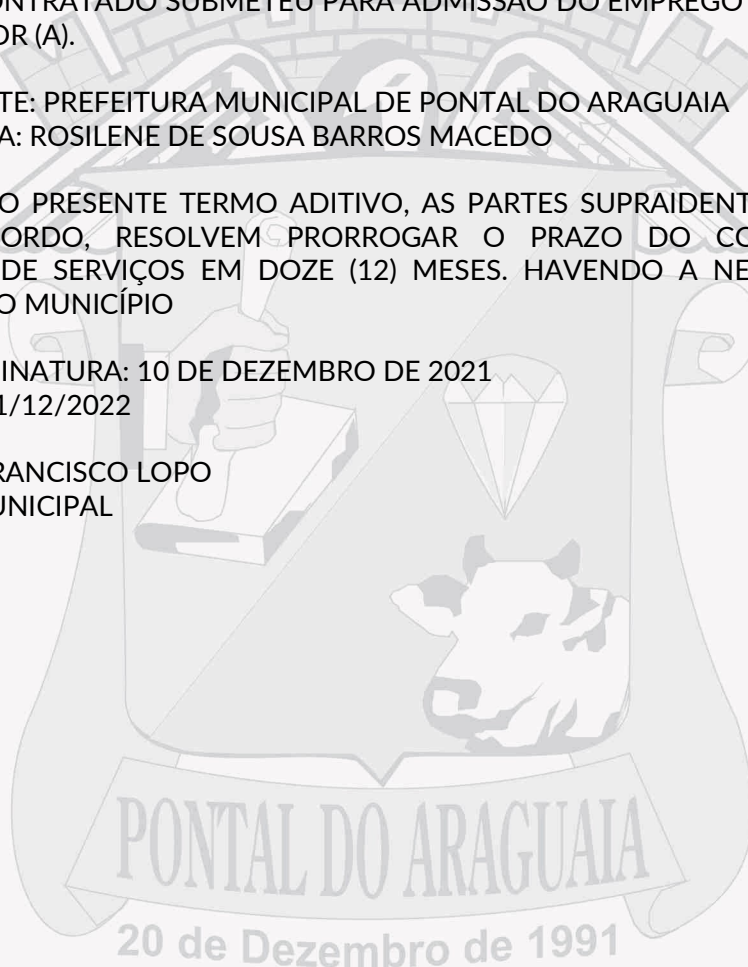 ONTRATADO SUBMETEU PARA ADMISSÃO DO EMPREGO
OR (A).
TE: PREFEITURA MUNICIPAL DE PONTAL DO ARAGUAIA
A: ROSILENE DE SOUSA BARROS MACEDO
O PRESENTE TERMO ADITIVO, AS PARTES SUPRAIDENT
ORDO, RESOLVEM PRORROGAR O PRAZO DO CO
DE SERVIÇOS EM DOZE (12) MESES. HAVENDO A NE
O MUNICÍPIO
INATURA: 10 DE DEZEMBRO DE 2021
1/12/2022
RANCISCO LOPO
UNICIPAL
PONTAL DO ARAGUAIA
20 de Dezembro de 1991